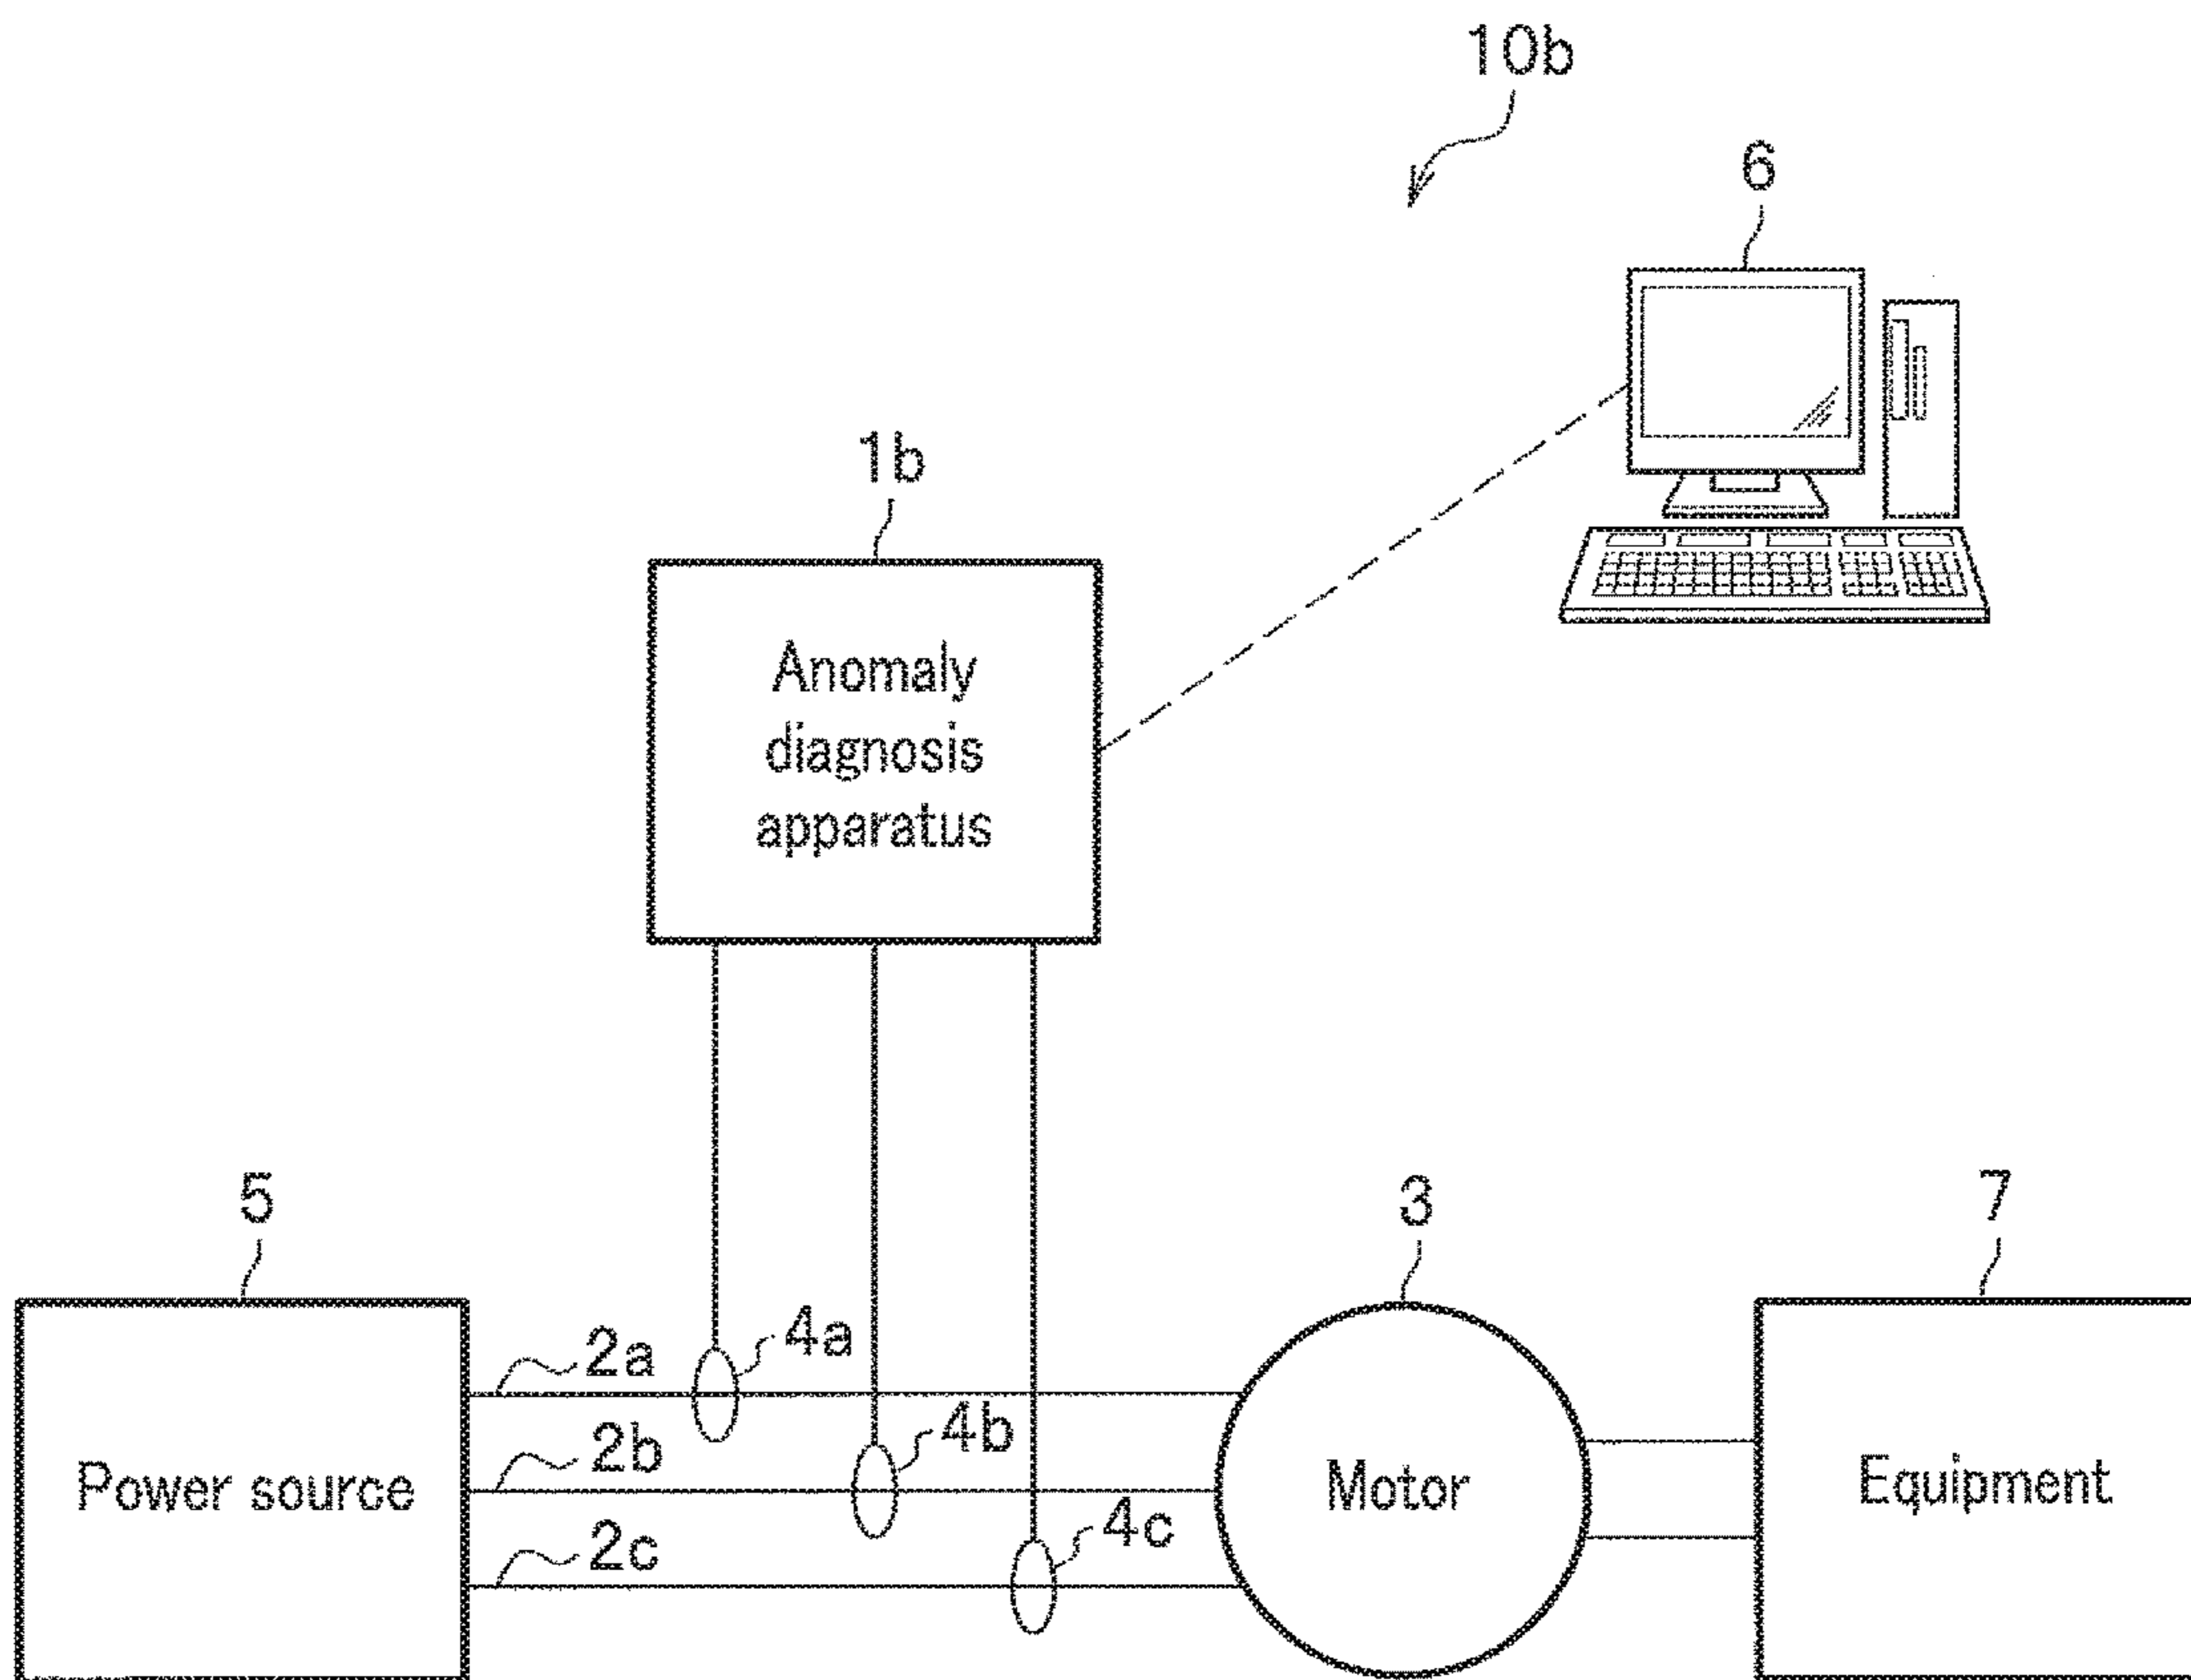 10b
6
1b
Anomaly
diagnosis
apparatus
5
3
7
2a
4a
2b
4b
2c
4c
Power source
Motor
Equipment